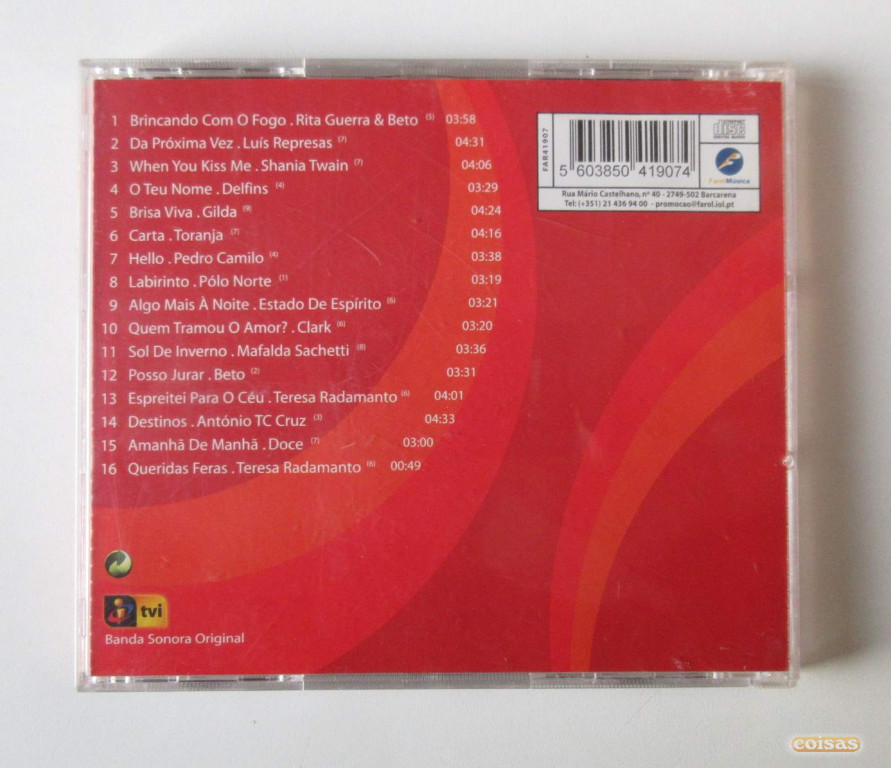 1 Brincando Com O Fogo . Rita Guerra & Beto (5) 03:58
2 Da Próxima Vez . Luís Represas (7) 04:31
3 When You Kiss Me . Shania Twain (7) 04:06
4 O Teu Nome . Delfins (4) 03:29
5 Brisa Viva . Gilda (9) 04:24
6 Carta . Toranja (7) 04:16
7 Hello . Pedro Camilo (4) 03:38
8 Labirinto . Pólo Norte (1) 03:19
9 Algo Mais À Noite . Estado De Espírito (6) 03:21
10 Quem Tramou O Amor? . Clark (6) 03:20
11 Sol De Inverno . Mafalda Sachetti (8) 03:36
12 Posso Jurar . Beto (2) 03:31
13 Espreitei Para O Céu . Teresa Radamanto (6) 04:01
14 Destinos . António TC Cruz (3) 04:33
15 Amanhã De Manhã . Doce (7) 03:00
16 Queridas Feras . Teresa Radamanto (6) 00:49
FAR41907
5 603850 419074
COMPACT
disc
DIGITAL AUDIO
Farol Música
Rua Mário Castelhano, nº 40 - 2749-502 Barcarena
Tel: (+351) 21 436 94 00 - promocao@farol.iol.pt
tvi
Banda Sonora Original
coisas